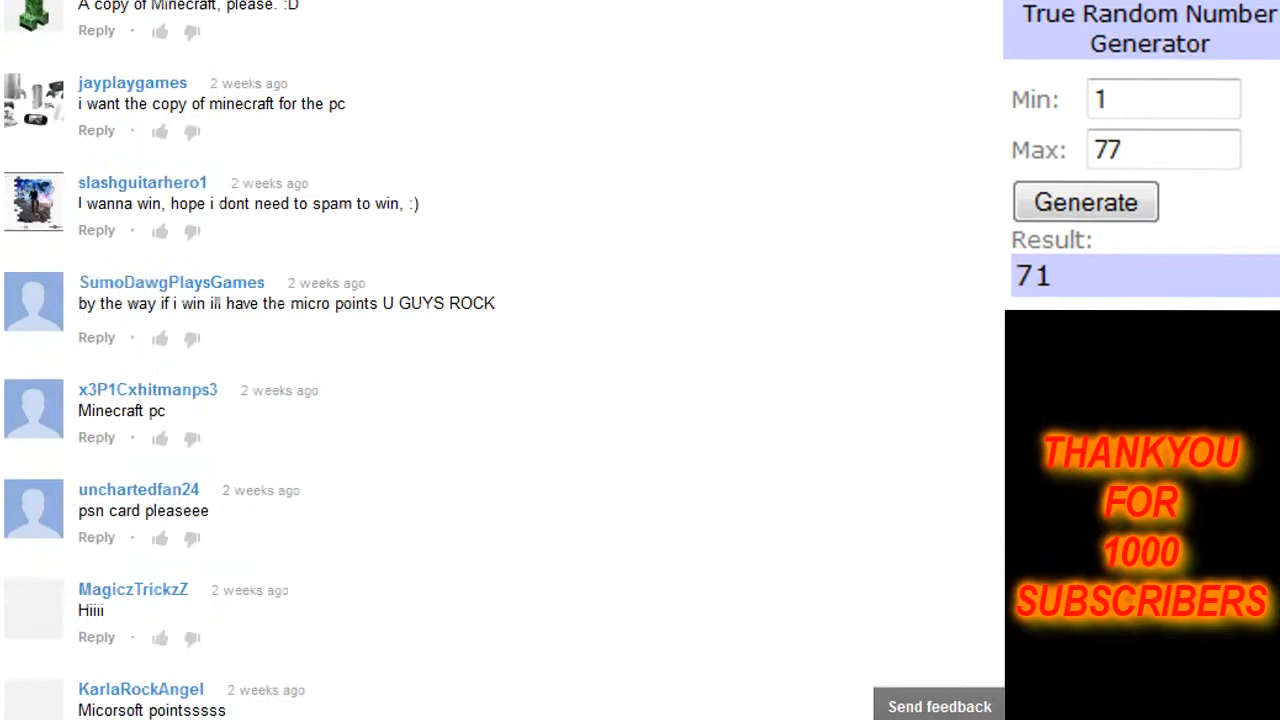 A copy of Minecraft, please. :D
Reply ·
jayplaygames 2 weeks ago
i want the copy of minecraft for the pc
Reply ·
slashguitarhero1 2 weeks ago
I wanna win, hope i dont need to spam to win, :)
Reply ·
SumoDawgPlaysGames 2 weeks ago
by the way if i win ill have the micro points U GUYS ROCK
Reply ·
x3P1Cxhitmanps3 2 weeks ago
Minecraft pc
Reply ·
unchartedfan24 2 weeks ago
psn card pleaseee
Reply ·
MagiczTrickzZ 2 weeks ago
Hiiii
Reply ·
KarlaRockAngel 2 weeks ago
Micorsoft pointsssss
Send feedback
True Random Number
Generator
Min: 1
Max: 77
Generate
Result:
71
THANKYOU
FOR
1000
SUBSCRIBERS